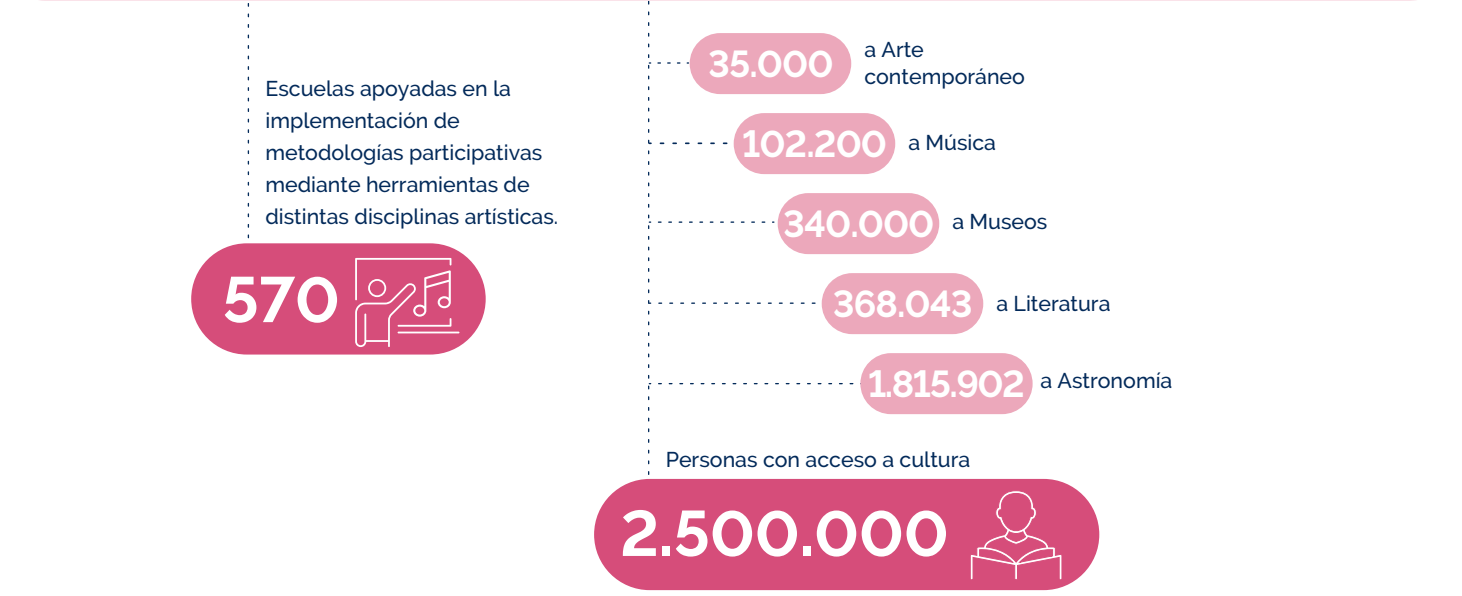 Escuelas apoyadas en la
implementación de
metodologías participativas
mediante herramientas de
distintas disciplinas artísticas.
570
35.000
a Arte
contemporáneo
102.200
a Música
340.000
a Museos
368.043
a Literatura
1.815.902
a Astronomía
Personas con acceso a cultura
2.500.000